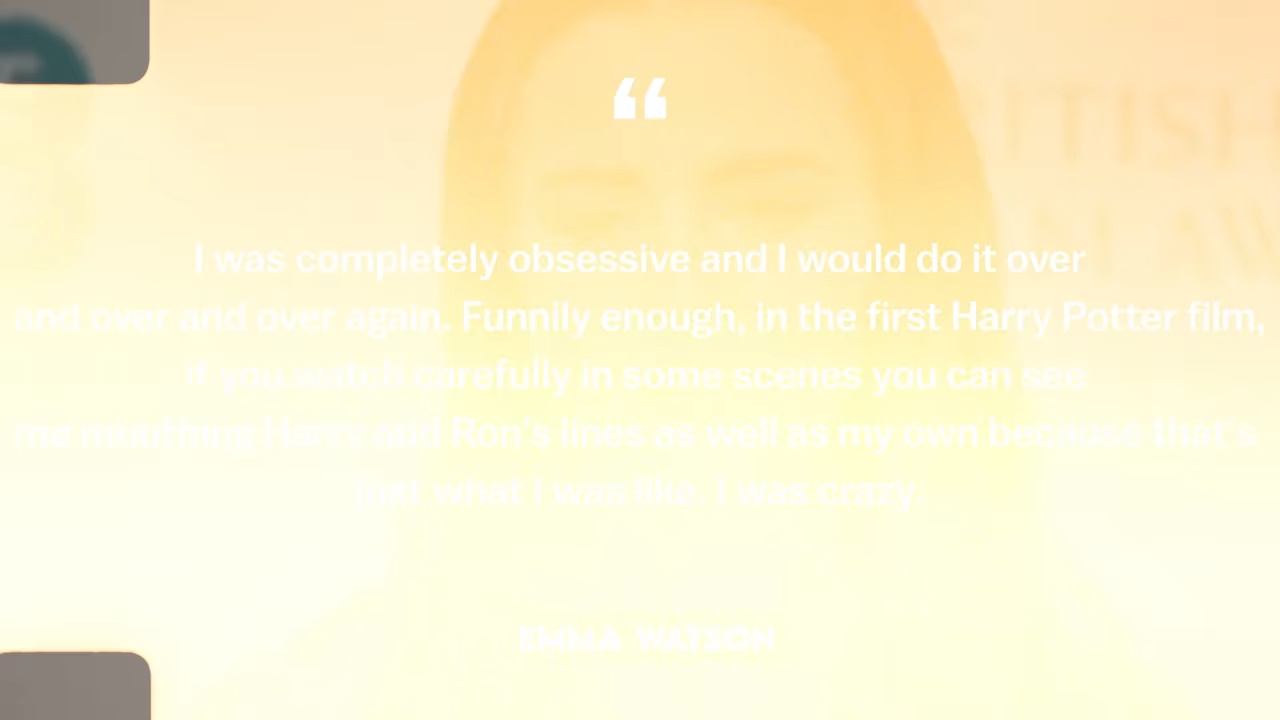 “
I was completely obsessive and I would do it over
and over and over again. Funnily enough, in the first Harry Potter film,
if you watch carefully in some scenes you can see
me mouthing Harry and Ron's lines as well as my own because that's
just what I was like. I was crazy.
EMMA WATSON